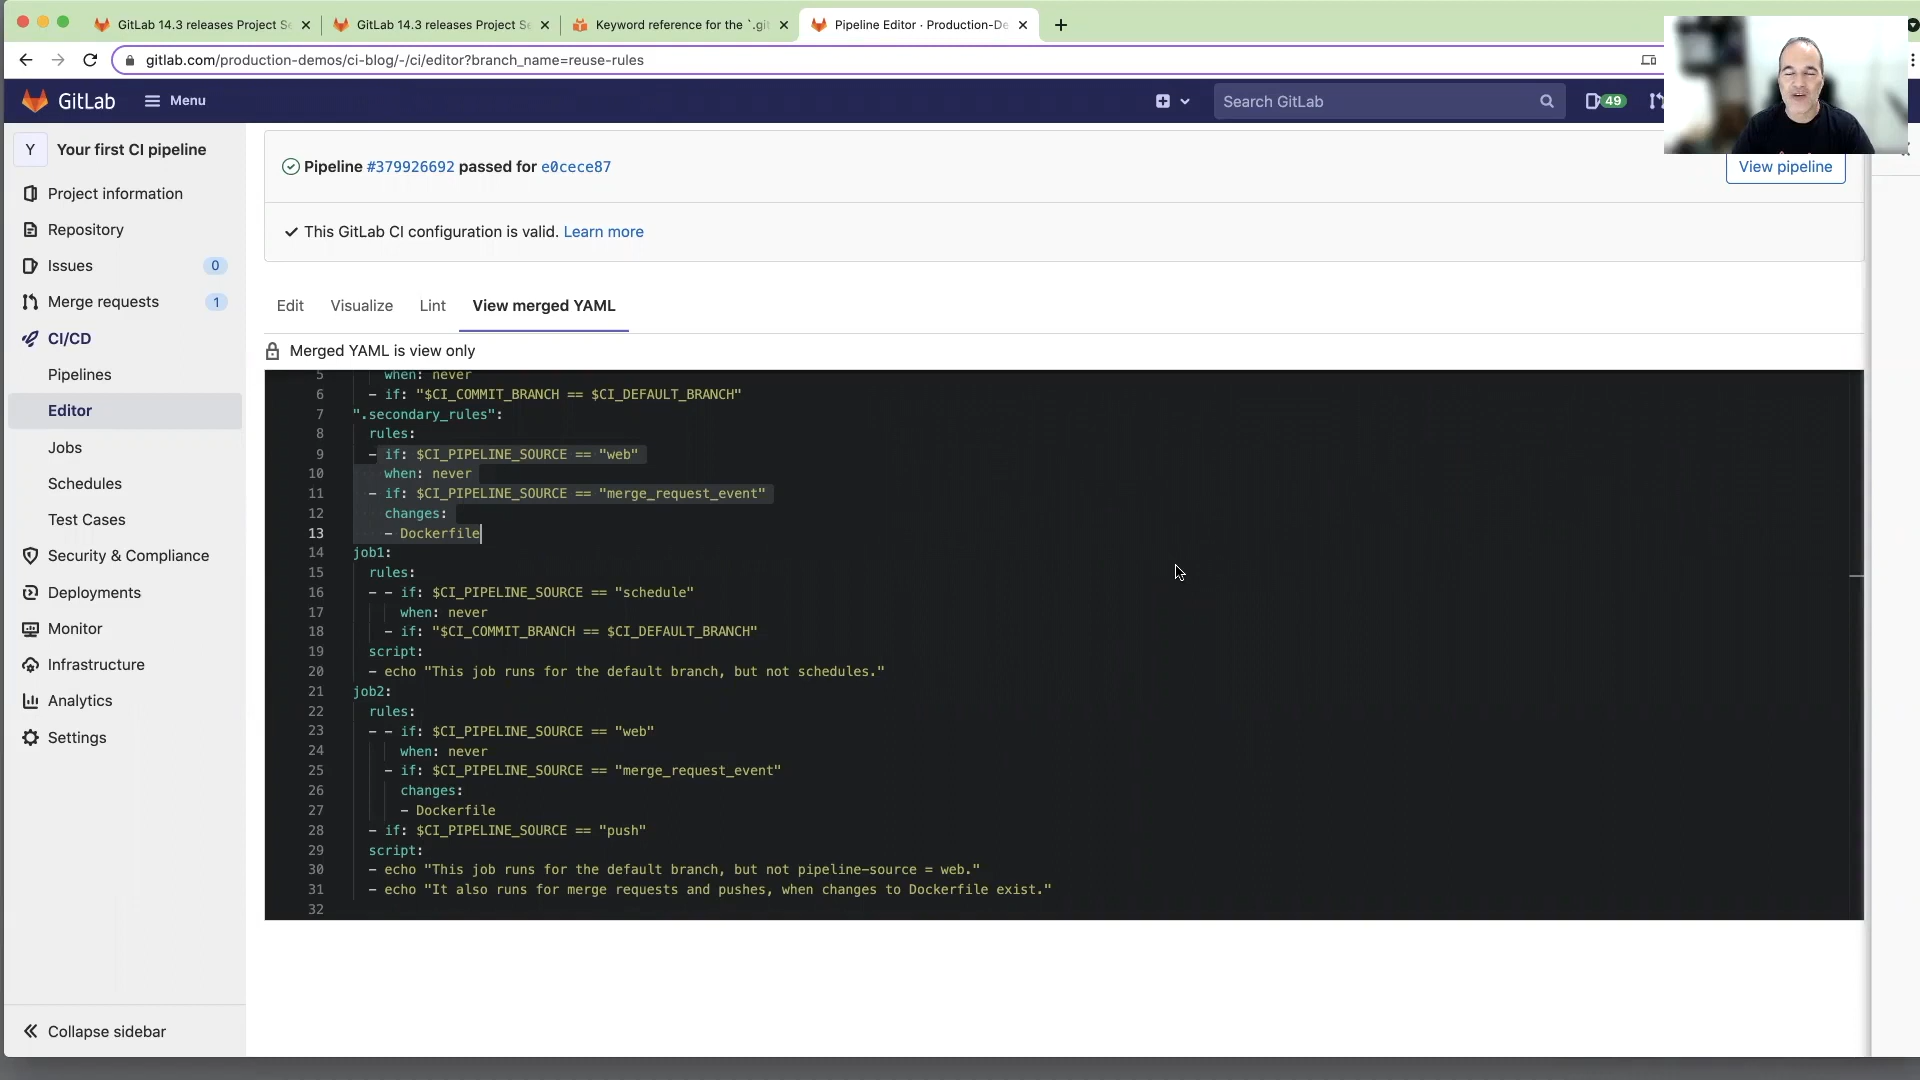 GitLab 14.3 releases Project Se
GitLab 14.3 releases Project Se
Keyword reference for the `.git
Pipeline Editor · Production-De
gitlab.com/production-demos/ci-blog/-/ci/editor?branch_name=reuse-rules
GitLab
Menu
Search GitLab
49
Y
Your first CI pipeline
Project information
Repository
Issues 0
Merge requests 1
CI/CD
Pipelines
Editor
Jobs
Schedules
Test Cases
Security & Compliance
Deployments
Monitor
Infrastructure
Analytics
Settings
Collapse sidebar
Pipeline #379926692 passed for e0cece87
View pipeline
This GitLab CI configuration is valid. Learn more
Edit Visualize Lint View merged YAML
Merged YAML is view only
5 when: never
6 - if: "$CI_COMMIT_BRANCH == $CI_DEFAULT_BRANCH"
7 ".secondary_rules":
8 rules:
9 - if: $CI_PIPELINE_SOURCE == "web"
10 when: never
11 - if: $CI_PIPELINE_SOURCE == "merge_request_event"
12 changes:
13 - Dockerfile
14 job1:
15 rules:
16 - - if: $CI_PIPELINE_SOURCE == "schedule"
17 when: never
18 - if: "$CI_COMMIT_BRANCH == $CI_DEFAULT_BRANCH"
19 script:
20 - echo "This job runs for the default branch, but not schedules."
21 job2:
22 rules:
23 - - if: $CI_PIPELINE_SOURCE == "web"
24 when: never
25 - if: $CI_PIPELINE_SOURCE == "merge_request_event"
26 changes:
27 - Dockerfile
28 - if: $CI_PIPELINE_SOURCE == "push"
29 script:
30 - echo "This job runs for the default branch, but not pipeline-source = web."
31 - echo "It also runs for merge requests and pushes, when changes to Dockerfile exist."
32